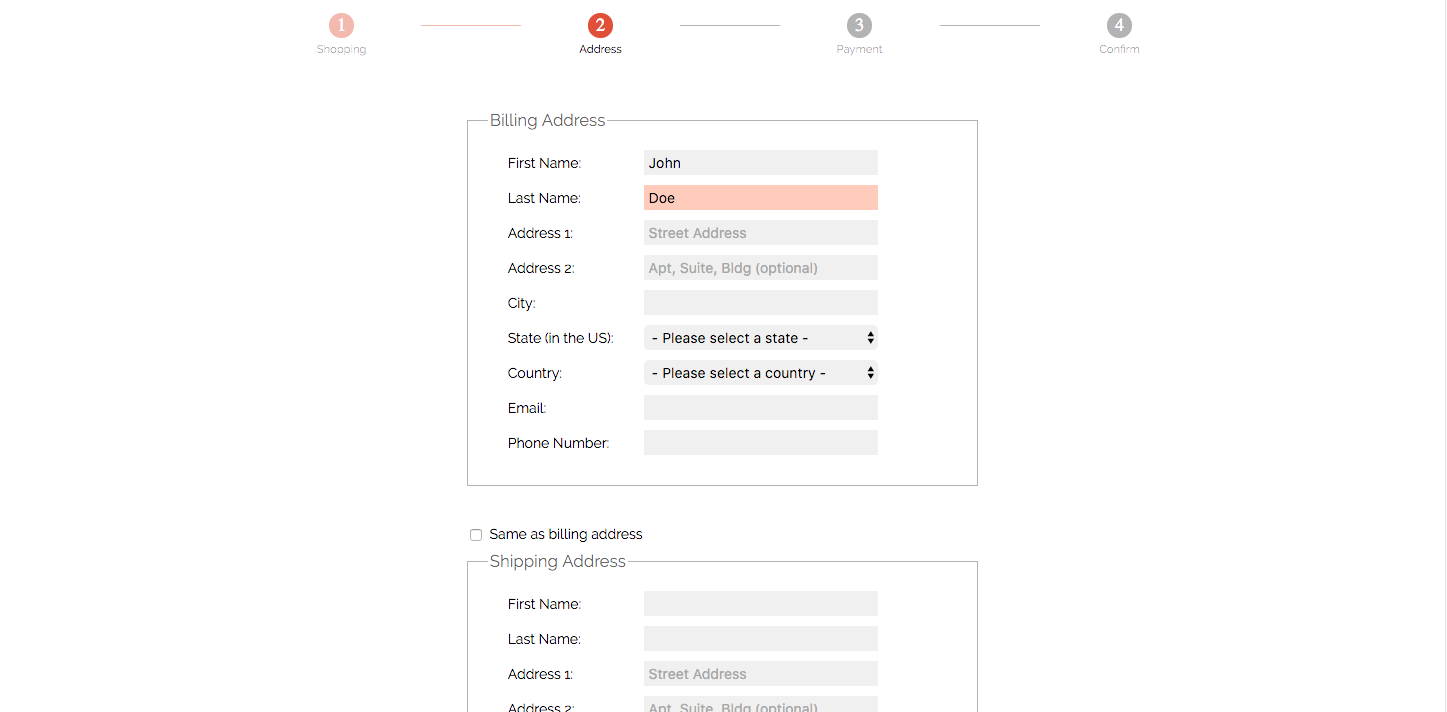 1 2 3 4
Shopping Address Payment Confirm
Billing Address
First Name: John
Last Name: Doe
Address 1: Street Address
Address 2: Apt, Suite, Bldg (optional)
City:
State (in the US): - Please select a state -
Country: - Please select a country -
Email:
Phone Number:
Same as billing address
Shipping Address
First Name:
Last Name:
Address 1: Street Address
Address 2: Apt, Suite, Bldg (optional)